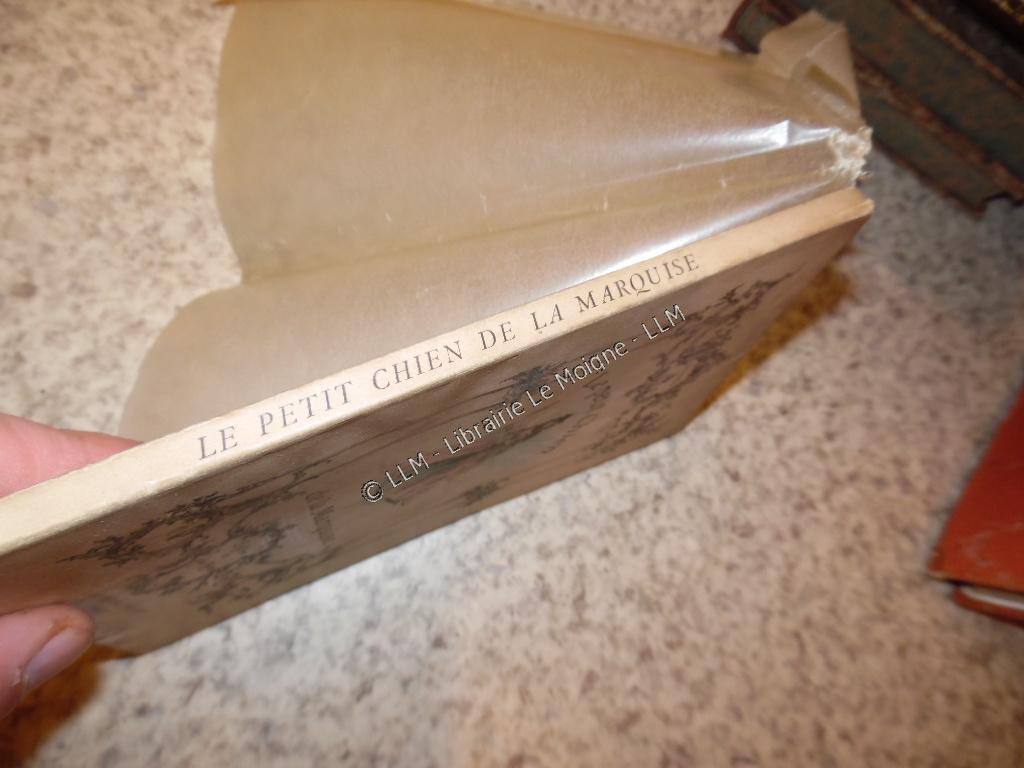 LE PETIT CHIEN DE LA MARQUISE
© LLM - Librairie Le Moigne - LLM